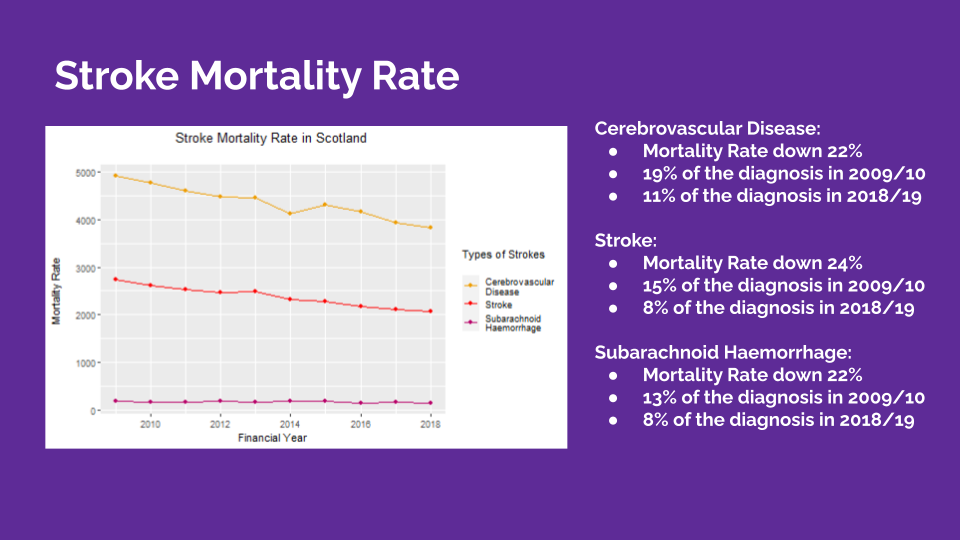 Stroke Mortality Rate
Stroke Mortality Rate in Scotland
5000
4000
3000
2000
1000
0
Mortality Rate
2010
2012
2014
2016
2018
Financial Year
Types of Strokes
Cerebrovascular
Disease
Stroke
Subarachnoid
Haemorrhage
Cerebrovascular Disease:
● Mortality Rate down 22%
● 19% of the diagnosis in 2009/10
● 11% of the diagnosis in 2018/19
Stroke:
● Mortality Rate down 24%
● 15% of the diagnosis in 2009/10
● 8% of the diagnosis in 2018/19
Subarachnoid Haemorrhage:
● Mortality Rate down 22%
● 13% of the diagnosis in 2009/10
● 8% of the diagnosis in 2018/19